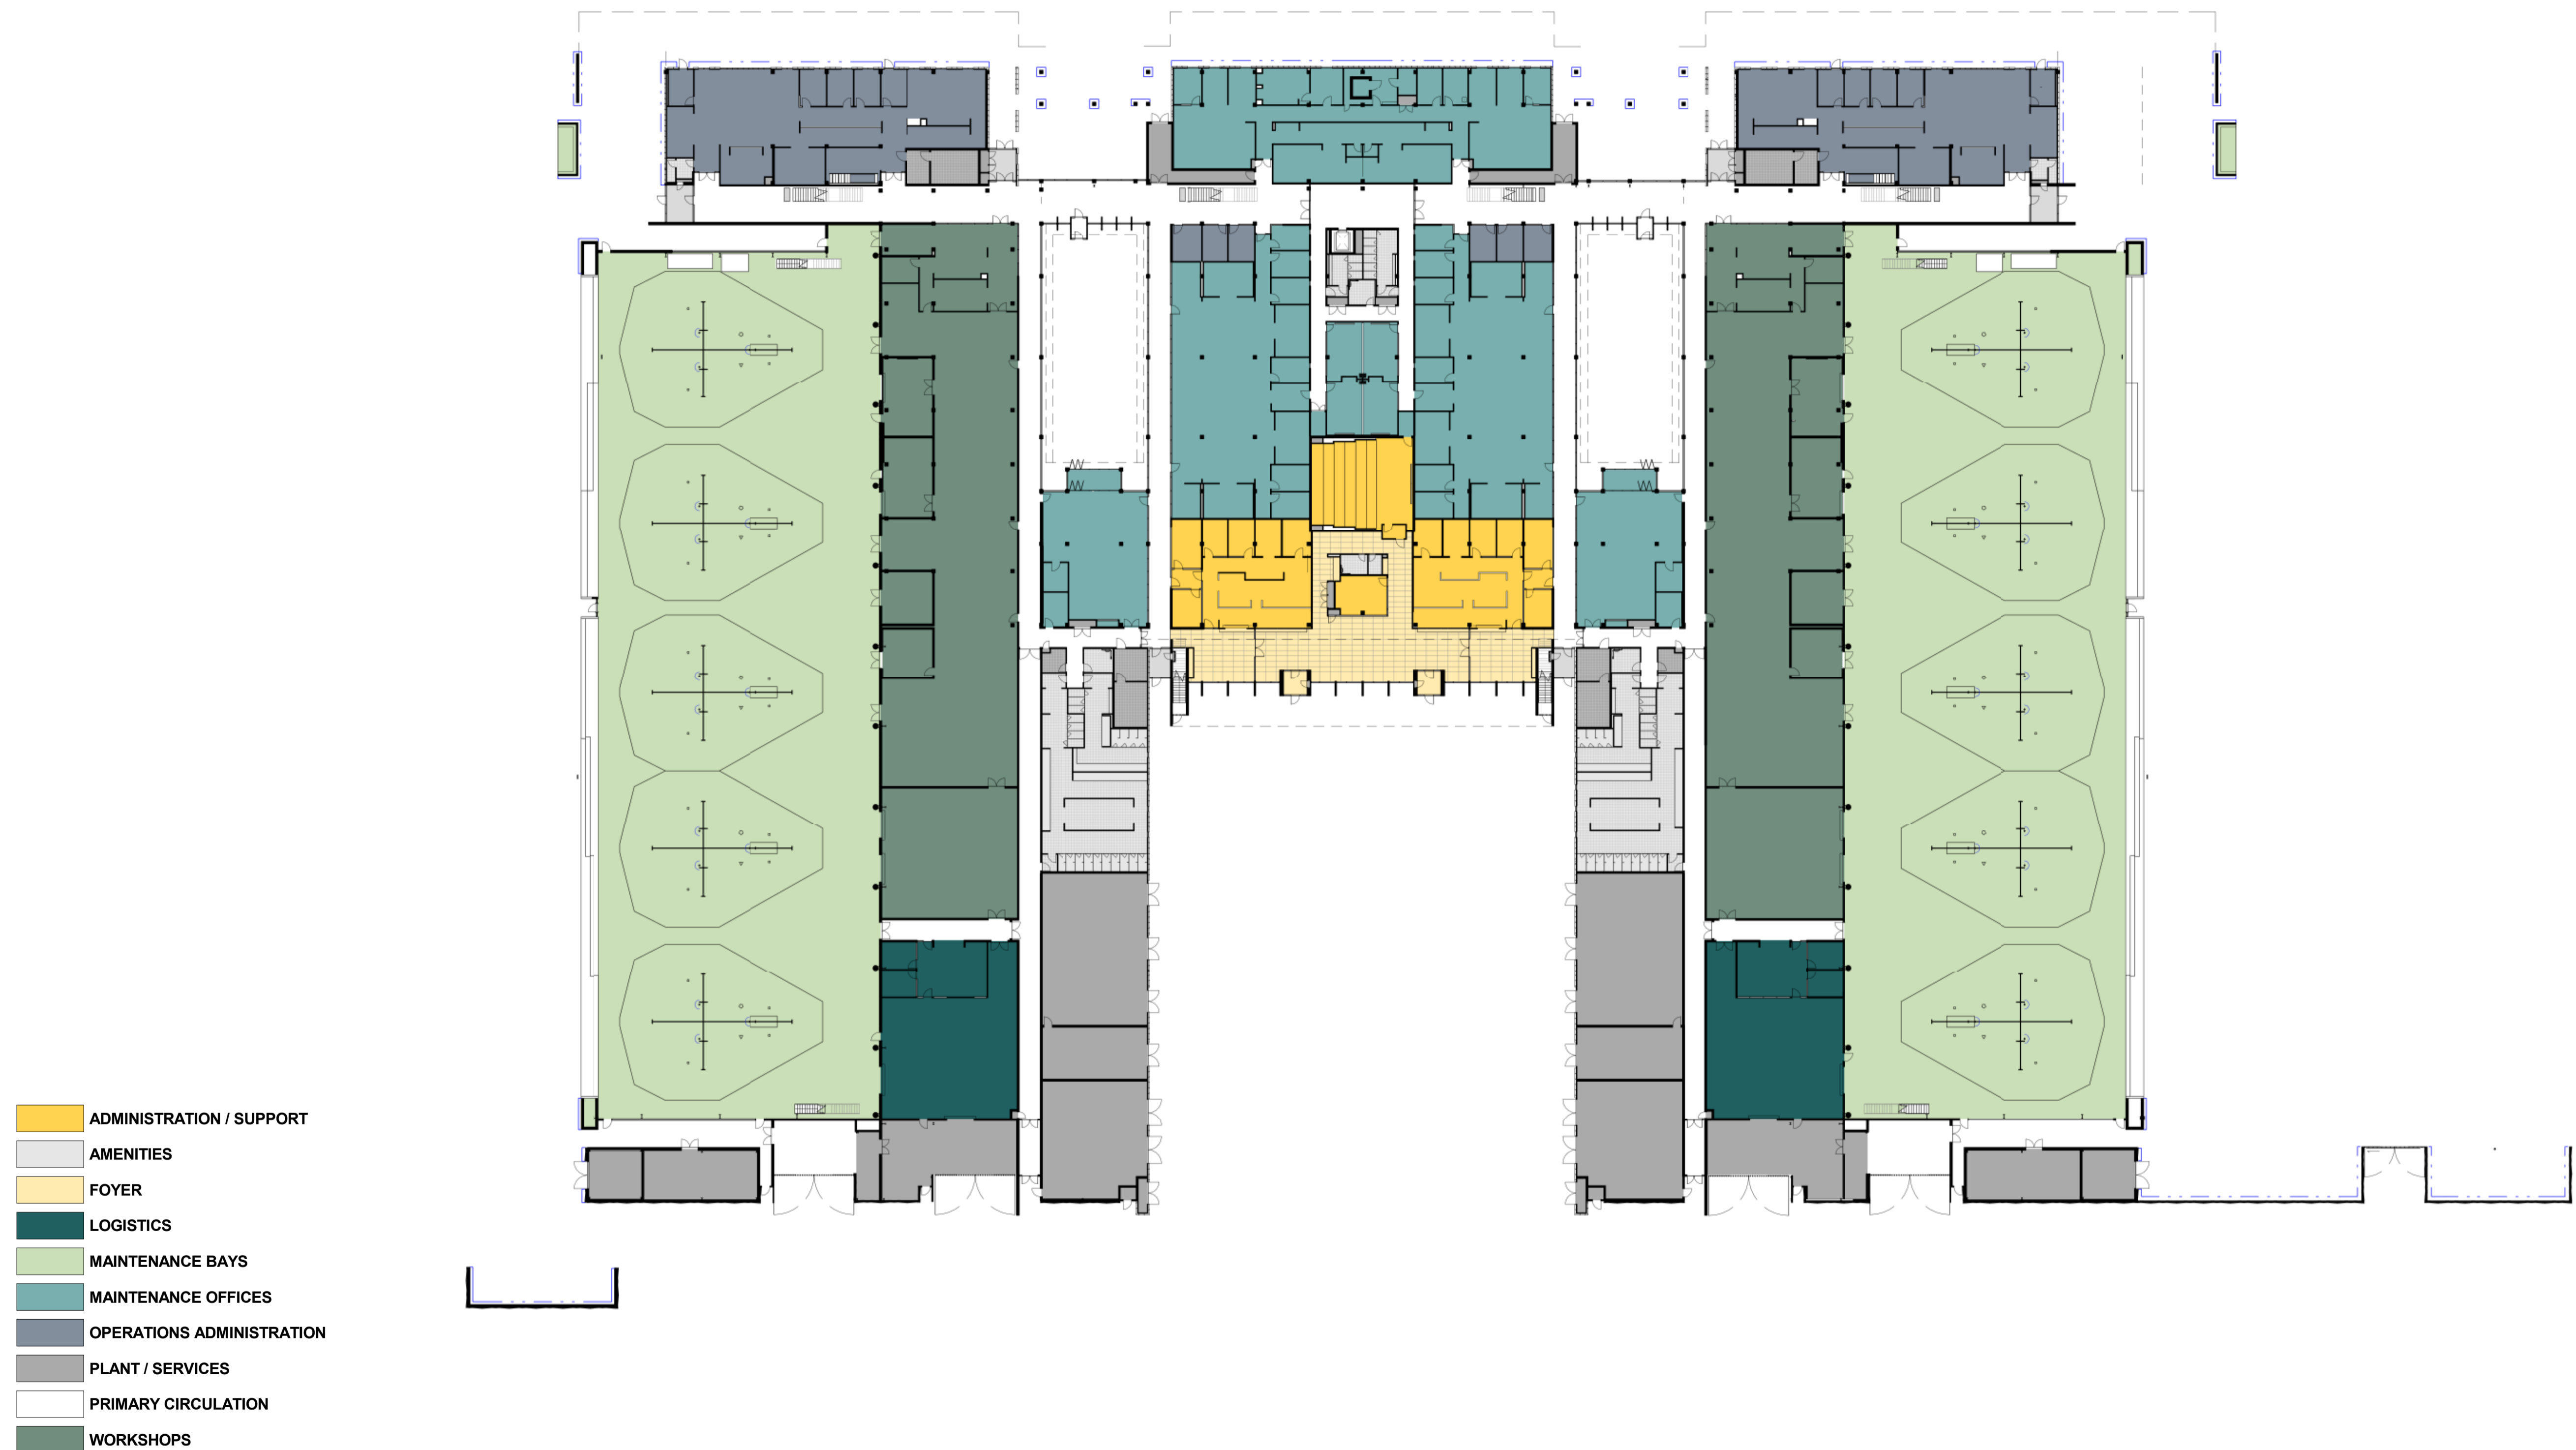 ADMINISTRATION / SUPPORT
AMENITIES
FOYER
LOGISTICS
MAINTENANCE BAYS
MAINTENANCE OFFICES
OPERATIONS ADMINISTRATION
PLANT / SERVICES
PRIMARY CIRCULATION
WORKSHOPS